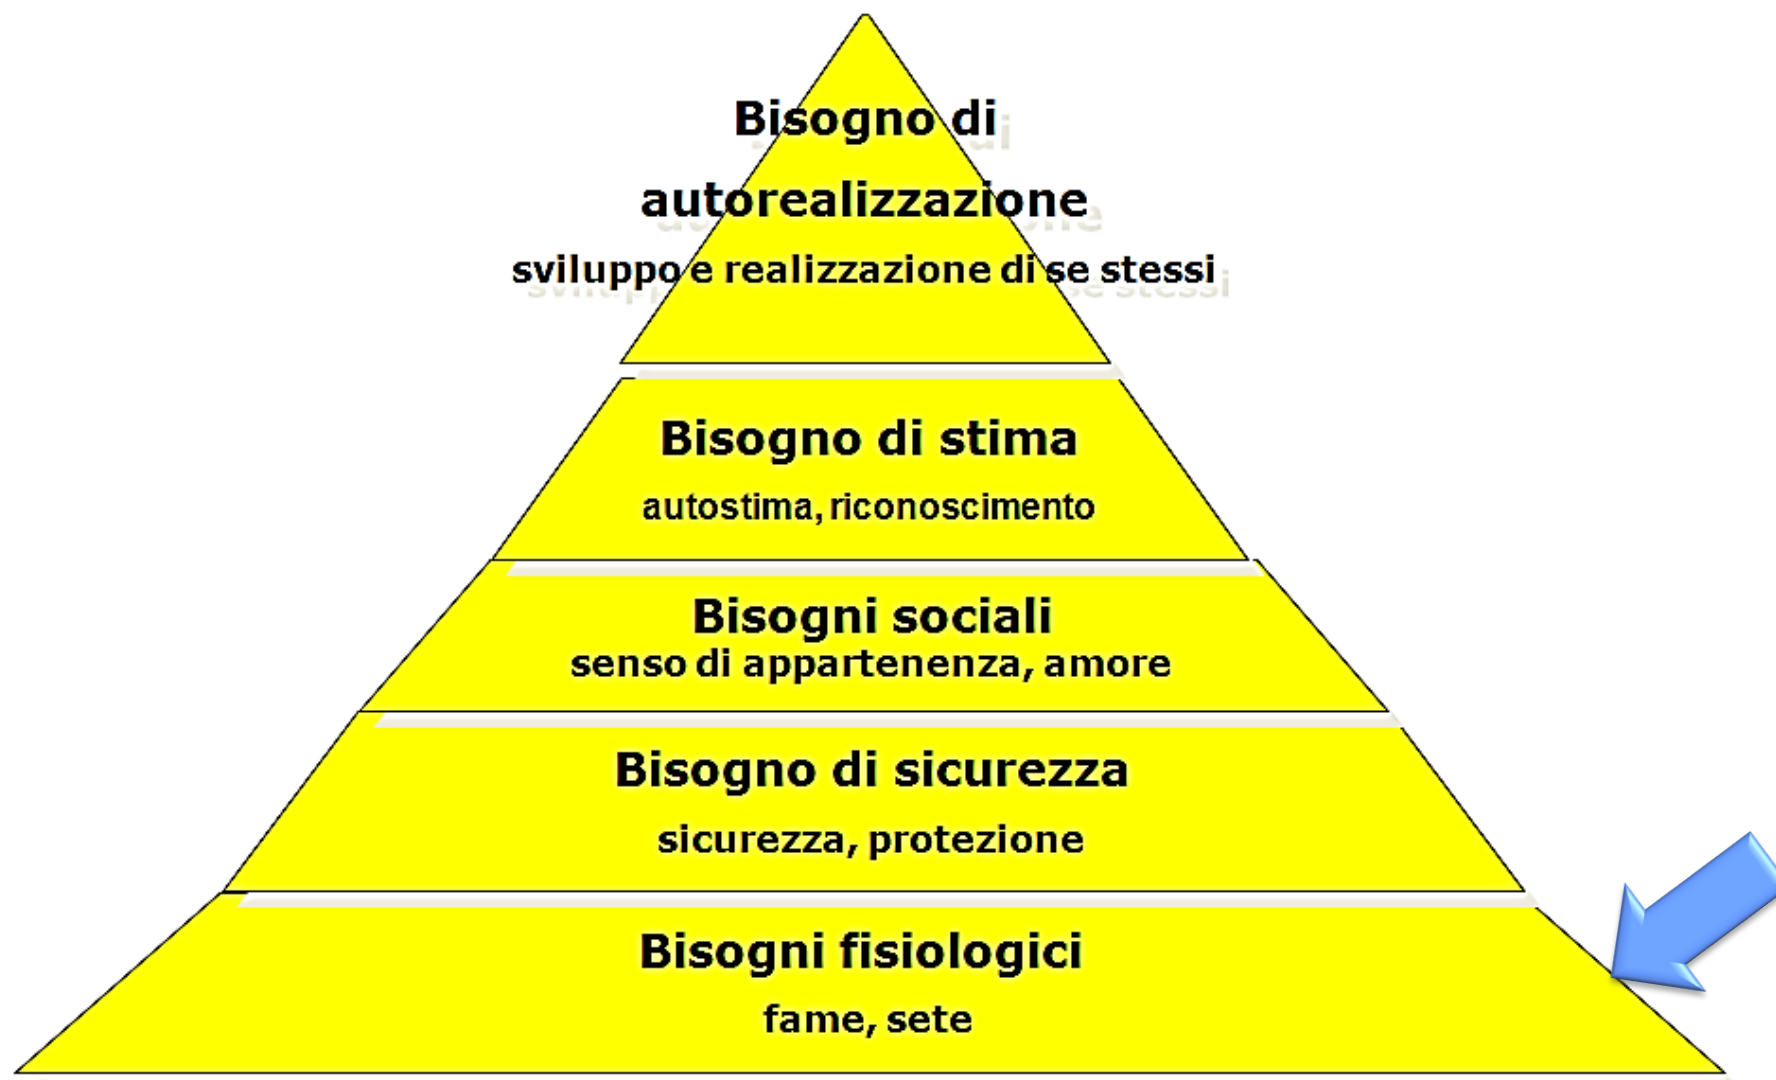 Bisogno di
autorealizzazione
sviluppo e realizzazione di se stessi
Bisogno di stima
autostima, riconoscimento
Bisogni sociali
senso di appartenenza, amore
Bisogno di sicurezza
sicurezza, protezione
Bisogni fisiologici
fame, sete